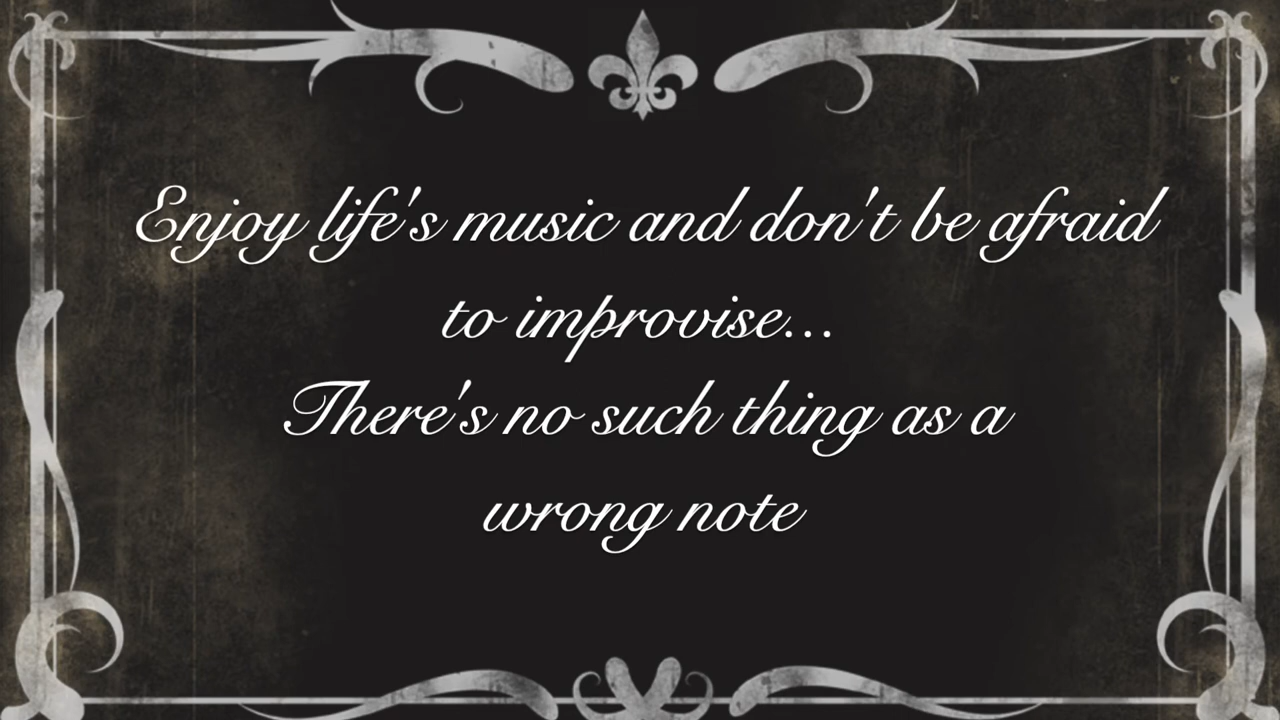 Enjoy life's music and don't be afraid
to improvise...
There's no such thing as a
wrong note